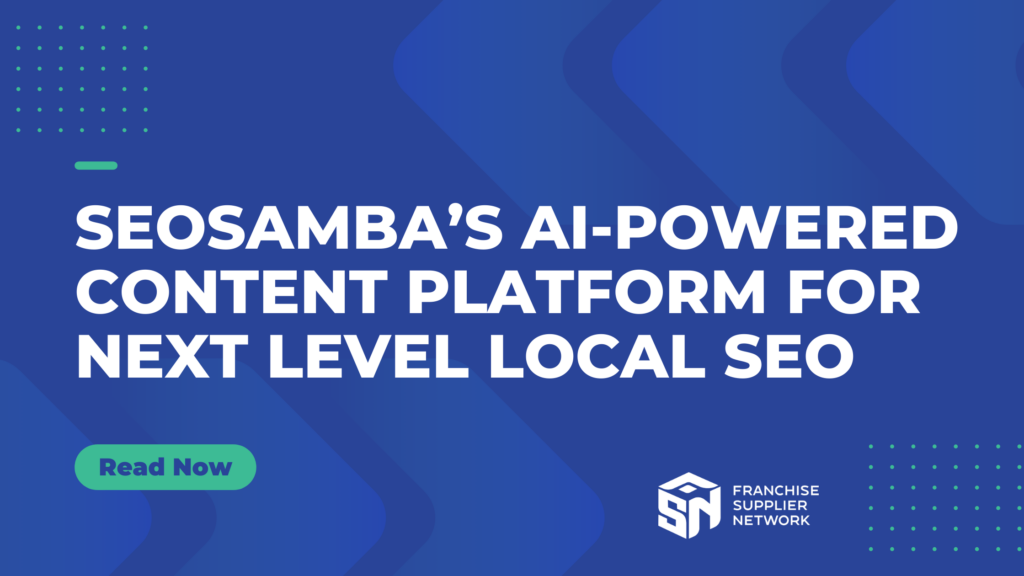 SEOSAMBA’S AI-POWERED
CONTENT PLATFORM FOR
NEXT LEVEL LOCAL SEO
Read Now
FRANCHISE
SUPPLIER
NETWORK